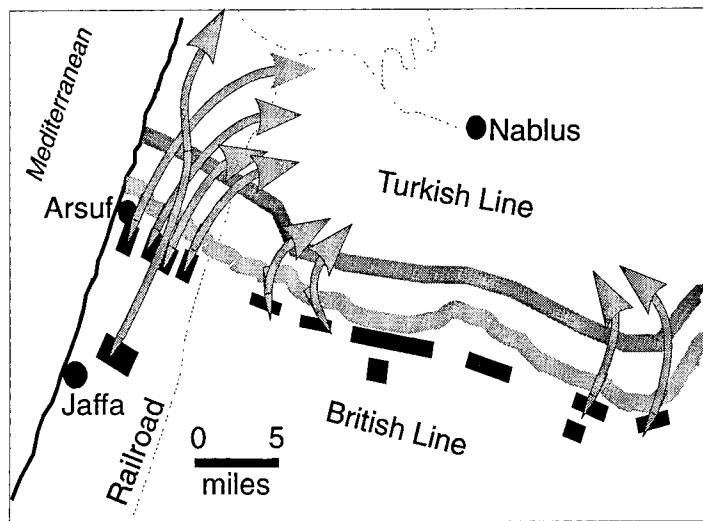 Mediterranean
Nablus
Arsuf
Turkish Line
Jaffa
Railroad
0 5
miles
British Line